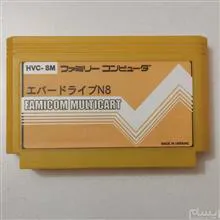 HVC-8M ファミリー コンピュータ
エバードライブN8
FAMICOM MULTICART
MADE IN UKRAINE